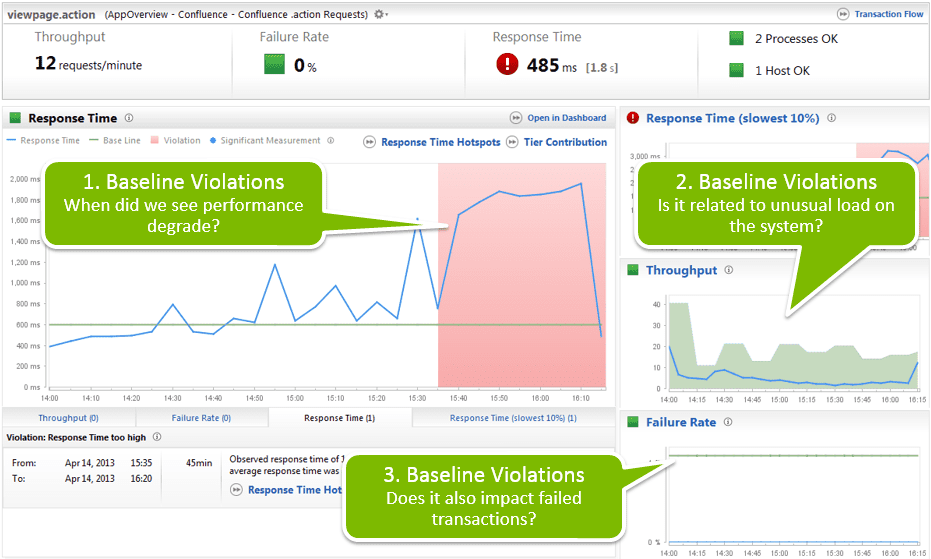 viewpage.action (AppOverview - Confluence - Confluence .action Requests) Transaction Flow
Throughput Failure Rate Response Time
12 requests/minute 0 % 485 ms [1.8 s]
2 Processes OK
1 Host OK
Response Time Open in Dashboard
Response Time Base Line Violation Significant Measurement
Response Time Hotspots Tier Contribution
2,000 ms
1,800 ms
1,600 ms
1,400 ms
1,200 ms
1,000 ms
800 ms
600 ms
400 ms
200 ms
0 ms
14:00 14:10 14:20 14:30 14:40 14:50 15:00 15:10 15:20 15:30 15:40 15:50 16:00 16:10
1. Baseline Violations
When did we see performance
degrade?
Throughput (0) Failure Rate (0) Response Time (1) Response Time (slowest 10%) (1)
Violation: Response Time too high
From: Apr 14, 2013 15:35 45min
To: Apr 14, 2013 16:20
Observed response time of 1
average response time was
Response Time Hot
3. Baseline Violations
Does it also impact failed
transactions?
Response Time (slowest 10%)
3,000 ms
2. Baseline Violations
Is it related to unusual load on
the system?
Throughput
40
30
20
10
0
14:00 14:15 14:30 14:45 15:00 15:15 15:30 15:45 16:00 16:15
Failure Rate
0 %
14:00 14:15 14:30 14:45 15:00 15:15 15:30 15:45 16:00 16:15